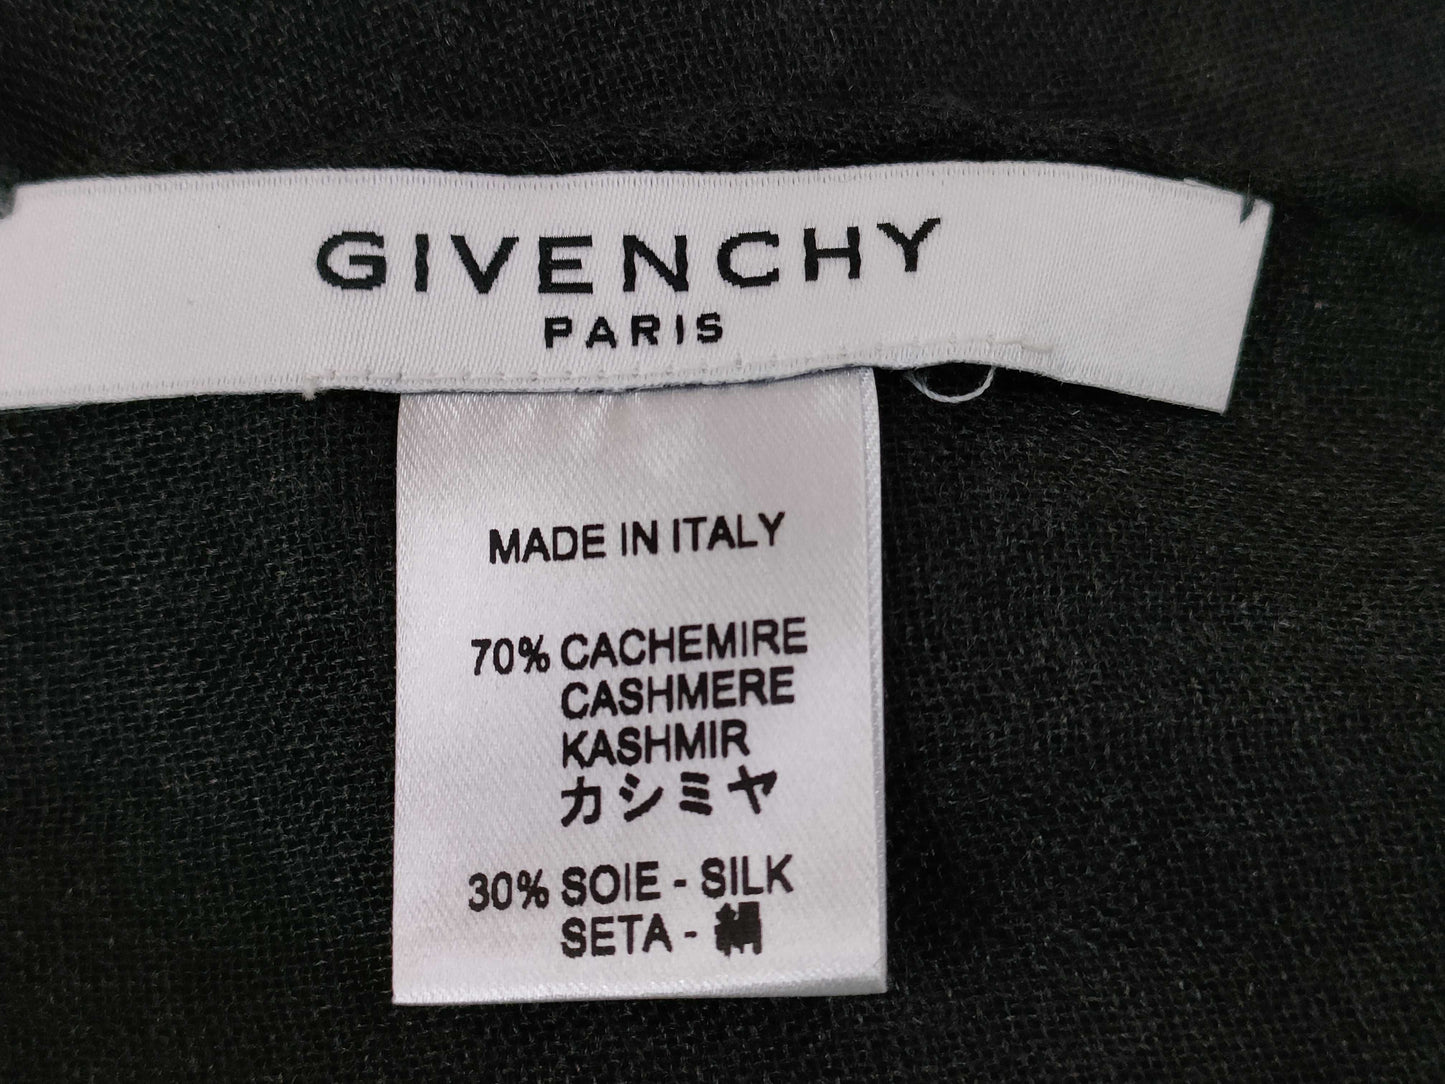 GIVENCHY
PARIS
MADE IN ITALY
70% CACHEMIRE
CASHMERE
KASHMIR
カシミヤ
30% SOIE - SILK
SETA - 絹